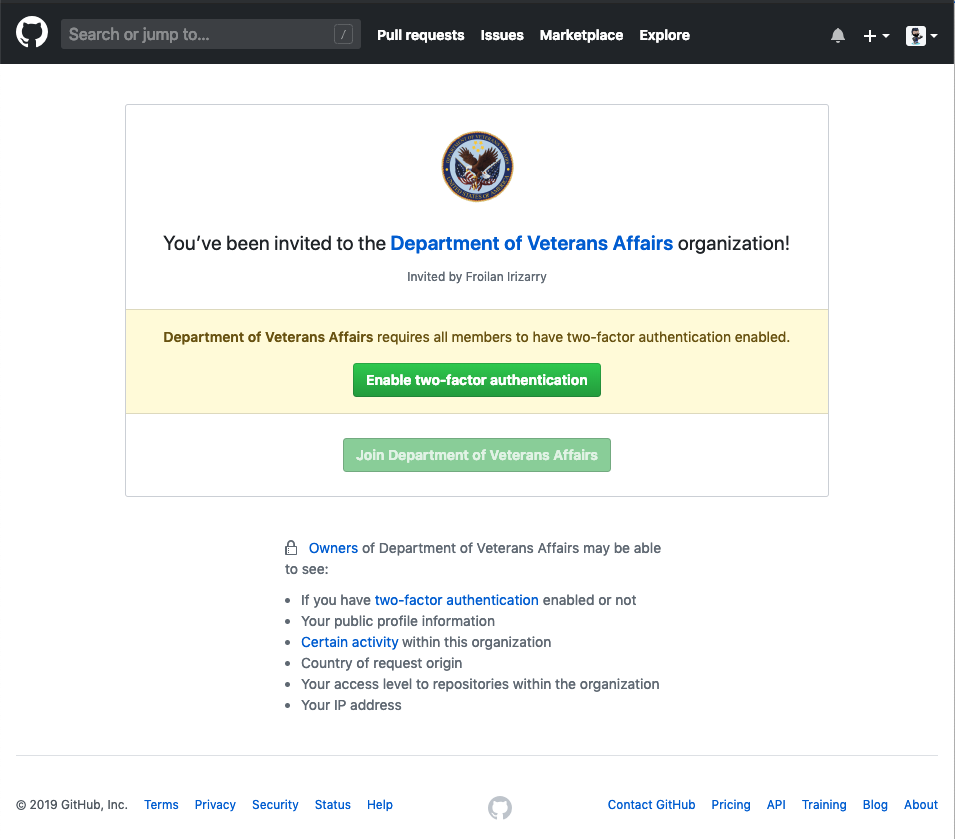 Search or jump to... /
Pull requests Issues Marketplace Explore
You’ve been invited to the Department of Veterans Affairs organization!
Invited by Froilan Irizarry
Department of Veterans Affairs requires all members to have two-factor authentication enabled.
Enable two-factor authentication
Join Department of Veterans Affairs
Owners of Department of Veterans Affairs may be able
to see:
If you have two-factor authentication enabled or not
Your public profile information
Certain activity within this organization
Country of request origin
Your access level to repositories within the organization
Your IP address
© 2019 GitHub, Inc. Terms Privacy Security Status Help
Contact GitHub Pricing API Training Blog About